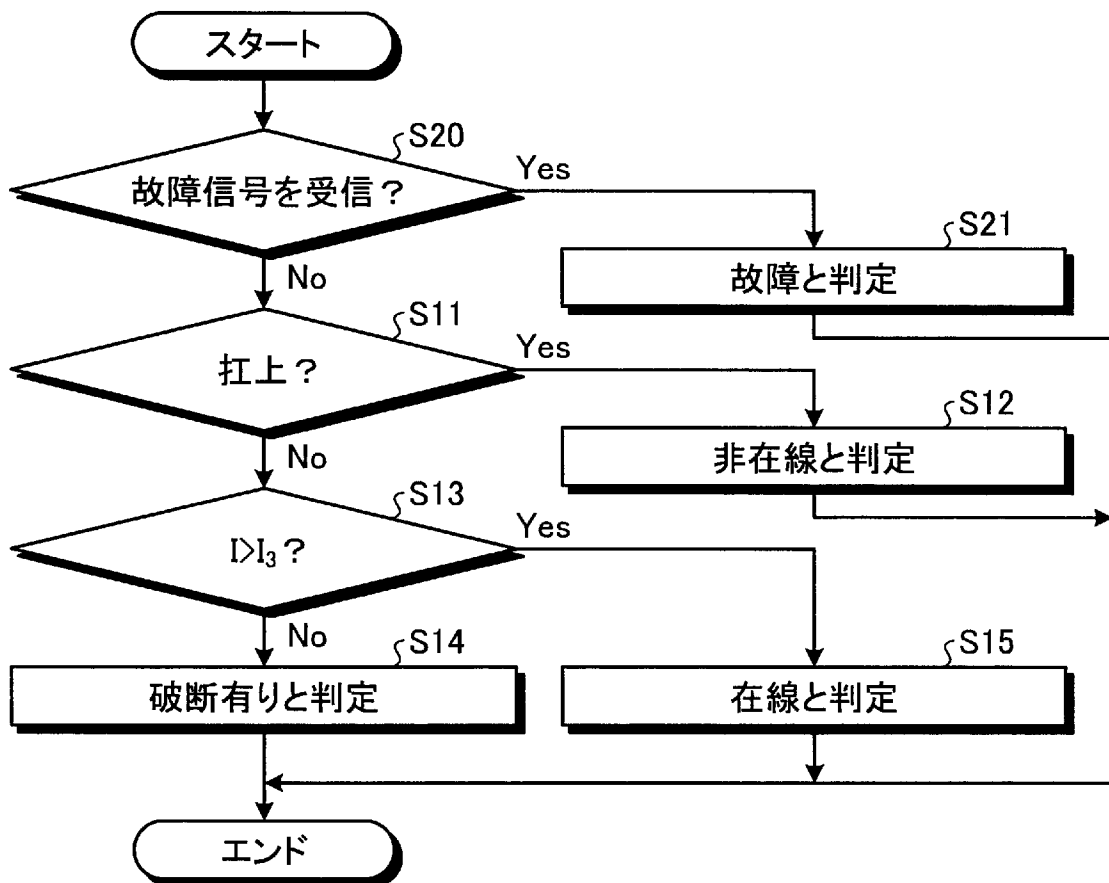 スタート
S20
故障信号を受信？
Yes
No
S21
故障と判定
S11
扛上？
Yes
No
S12
非在線と判定
S13
I>I₃？
Yes
No
S14
破断有りと判定
S15
在線と判定
エンド